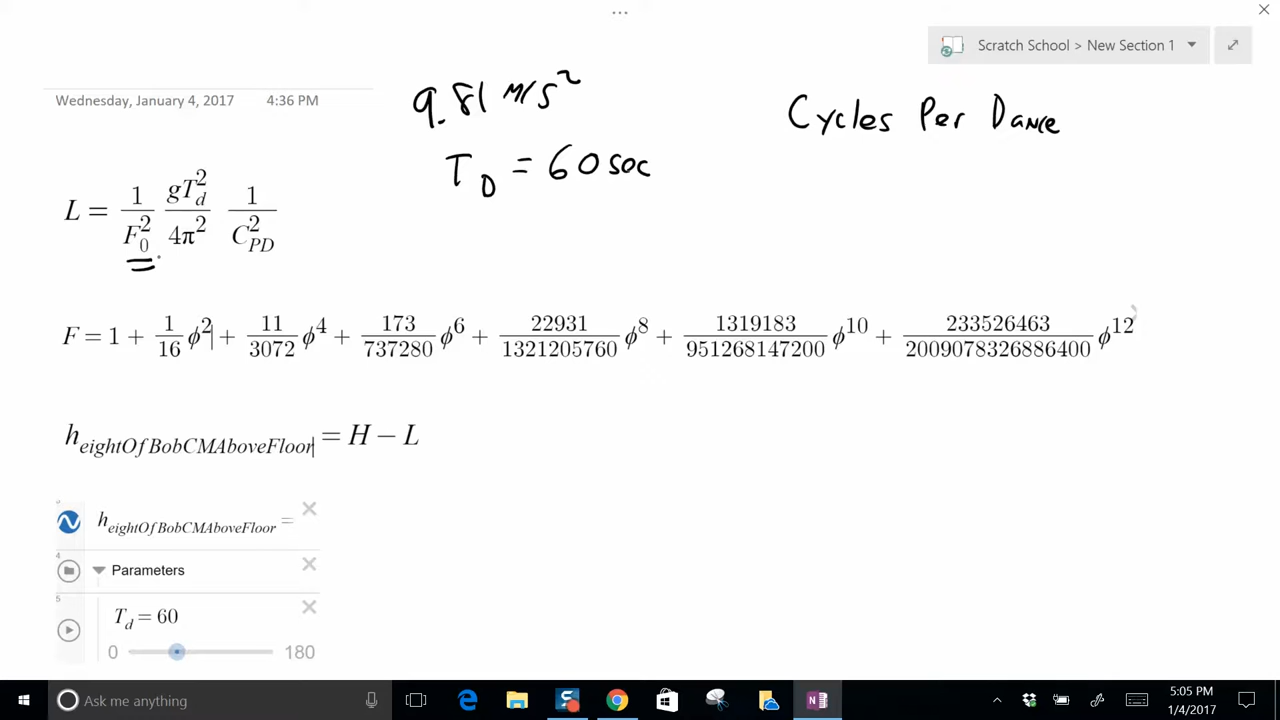 ...
Scratch School > New Section 1
Wednesday, January 4, 2017 4:36 PM
9.81 m/s²
Cycles Per Dance
T_D = 60 sec
L = 1/F₀² gT_d²/4π² 1/C_PD²
F = 1 + 1/16 ϕ² + 11/3072 ϕ⁴ + 173/737280 ϕ⁶ + 22931/1321205760 ϕ⁸ + 1319183/951268147200 ϕ¹⁰ + 233526463/2009078326886400 ϕ¹²
h_eightOfBobCMAboveFloor = H − L
h_eightOfBobCMAboveFloor =
4
Parameters
5
T_d = 60
0 180
Ask me anything
5:05 PM
1/4/2017